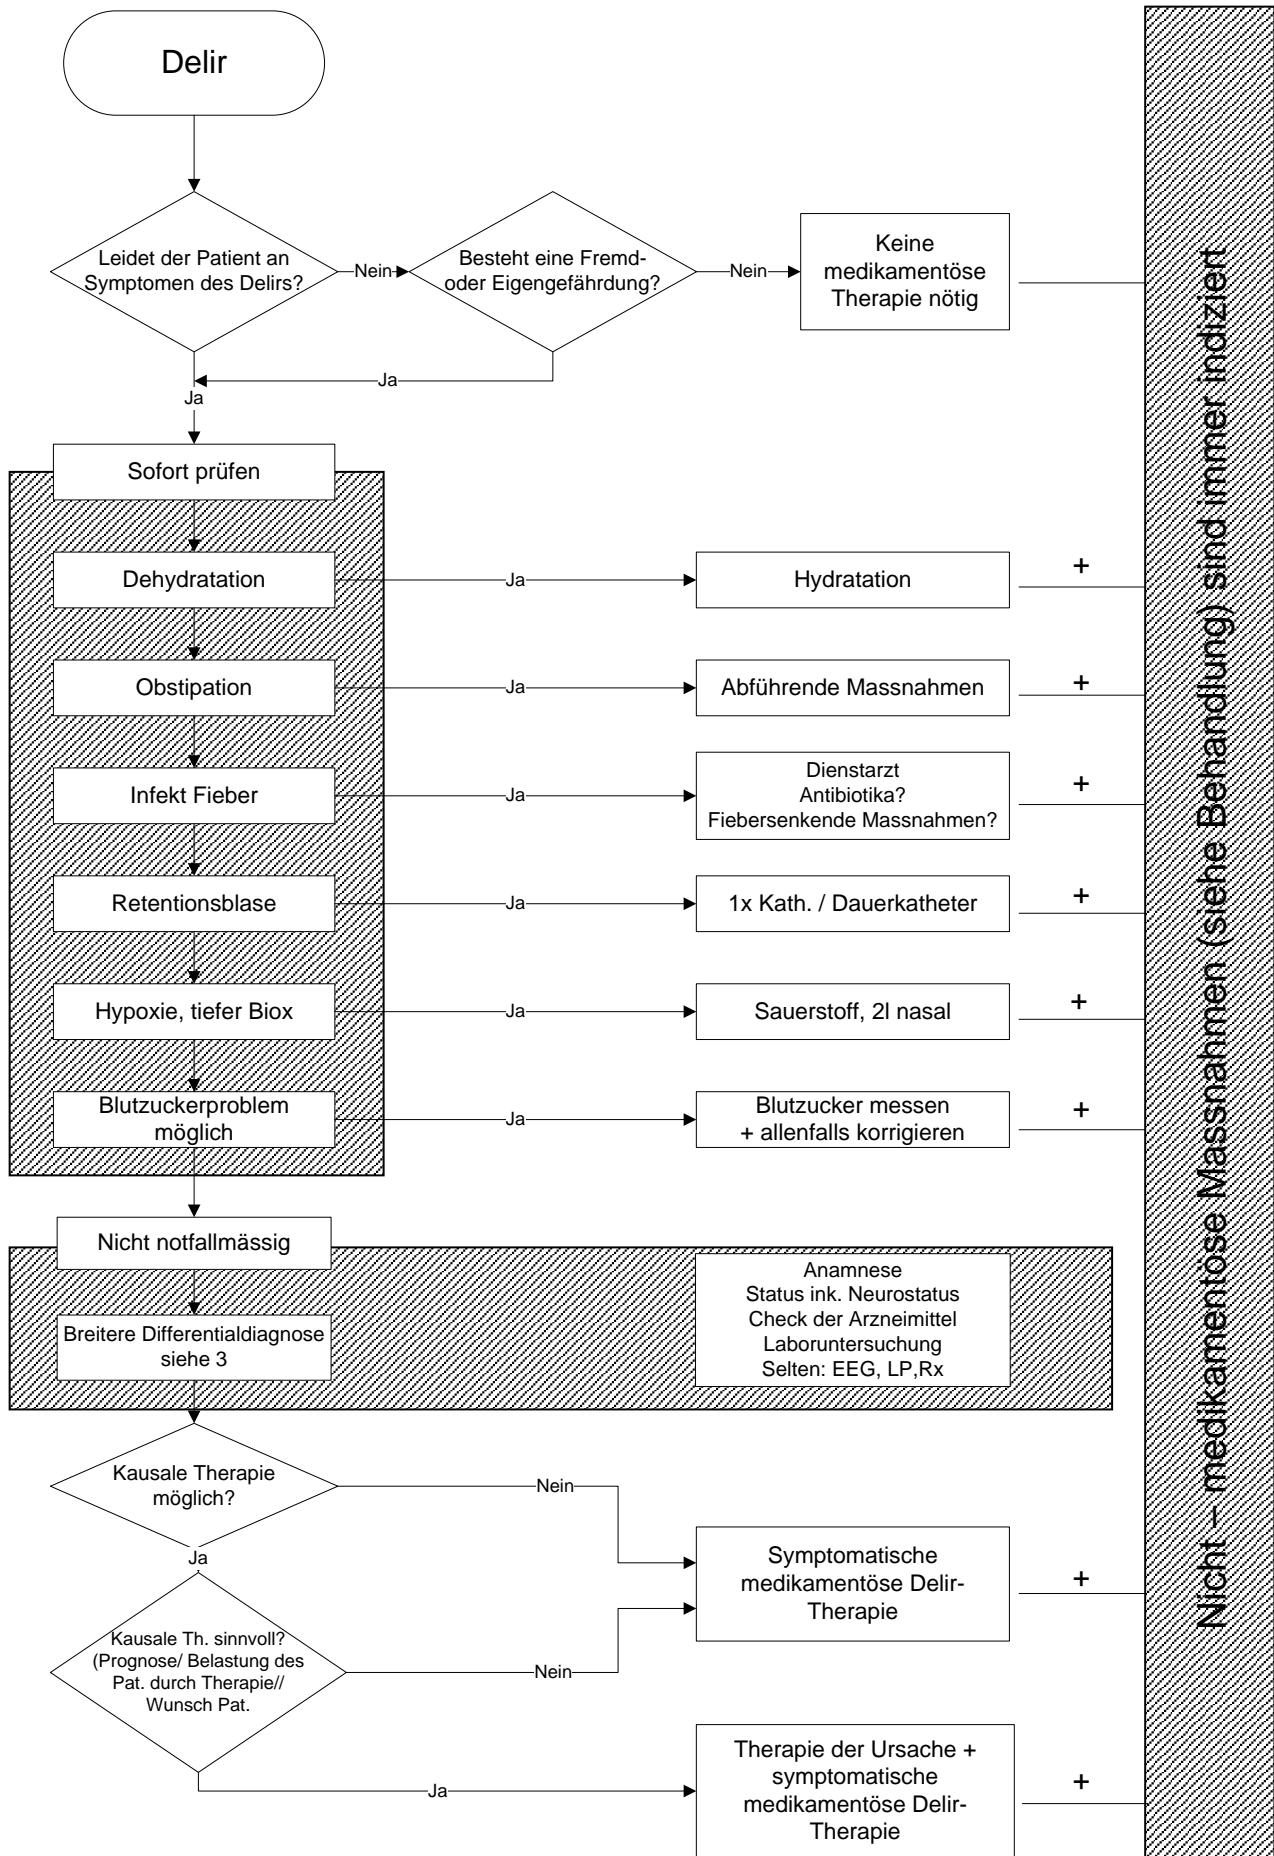 Delir
Leidet der Patient an
Symptomen des Delirs?
Nein
Besteht eine Fremd-
oder Eigengefährdung?
Nein
Keine
medikamentöse
Therapie nötig
Ja
Ja
Sofort prüfen
Dehydratation
Ja
Hydratation
+
Obstipation
Ja
Abführende Massnahmen
+
Infekt Fieber
Ja
Dienstarzt
Antibiotika?
Fiebersenkende Massnahmen?
+
Retentionsblase
Ja
1x Kath. / Dauerkatheter
+
Hypoxie, tiefer Biox
Ja
Sauerstoff, 2l nasal
+
Blutzuckerproblem
möglich
Ja
Blutzucker messen
+ allenfalls korrigieren
+
Nicht notfallmässig
Breitere Differentialdiagnose
siehe 3
Anamnese
Status ink. Neurostatus
Check der Arzneimittel
Laboruntersuchung
Selten: EEG, LP,Rx
Kausale Therapie
möglich?
Nein
Ja
Symptomatische
medikamentöse Delir-
Therapie
+
Kausale Th. sinnvoll?
(Prognose/ Belastung des
Pat. durch Therapie//
Wunsch Pat.
Nein
Ja
Therapie der Ursache +
symptomatische
medikamentöse Delir-
Therapie
+
Nicht – medikamentöse Massnahmen (siehe Behandlung) sind immer indiziert